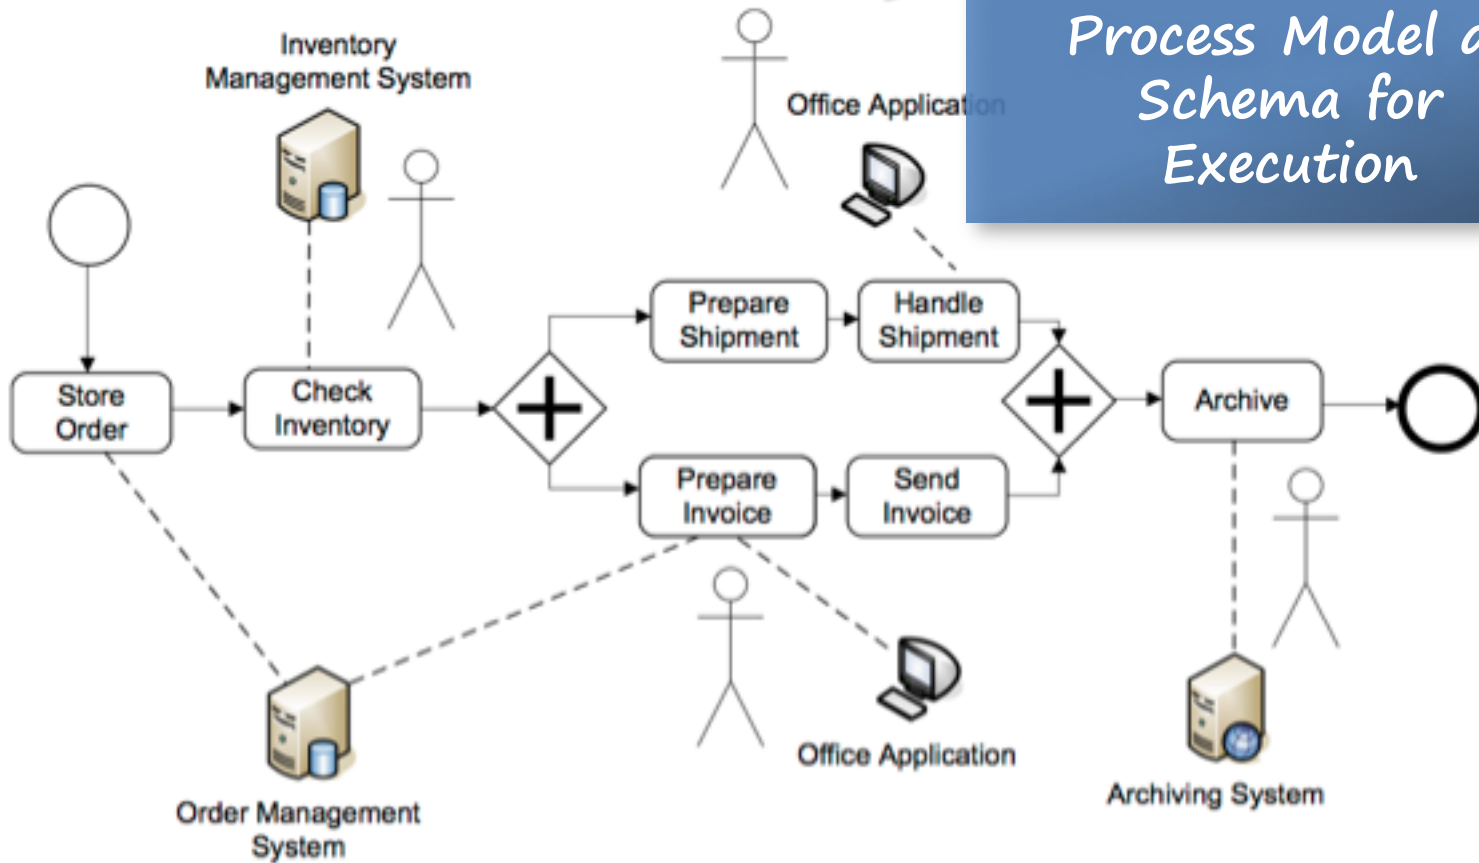 Process Model a
Schema for
Execution
Inventory
Management System
Office Application
Prepare
Shipment
Handle
Shipment
Store
Order
Check
Inventory
Archive
Prepare
Invoice
Send
Invoice
Office Application
Archiving System
Order Management
System